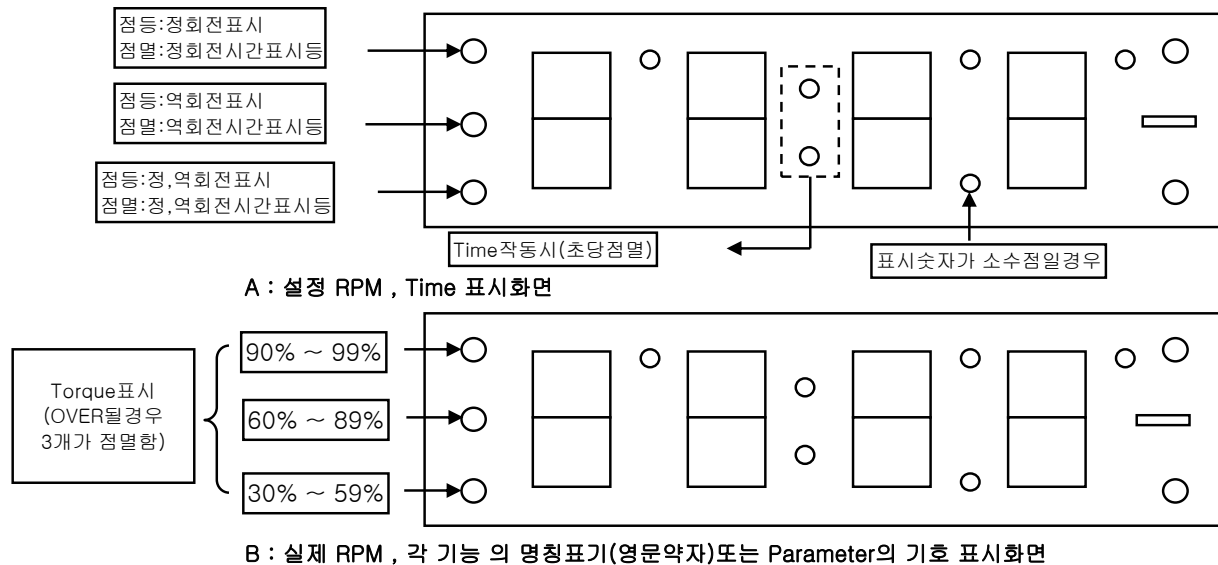 점등:정회전표시
점멸:정회전시간표시등
점등:역회전표시
점멸:역회전시간표시등
점등:정,역회전표시
점멸:정,역회전시간표시등
Time작동시(초당점멸)
표시숫자가 소수점일경우
A : 설정 RPM , Time 표시화면
Torque표시
(OVER될경우
3개가 점멸함)
90% ~ 99%
60% ~ 89%
30% ~ 59%
B : 실제 RPM , 각 기능 의 명칭표기(영문약자)또는 Parameter의 기호 표시화면